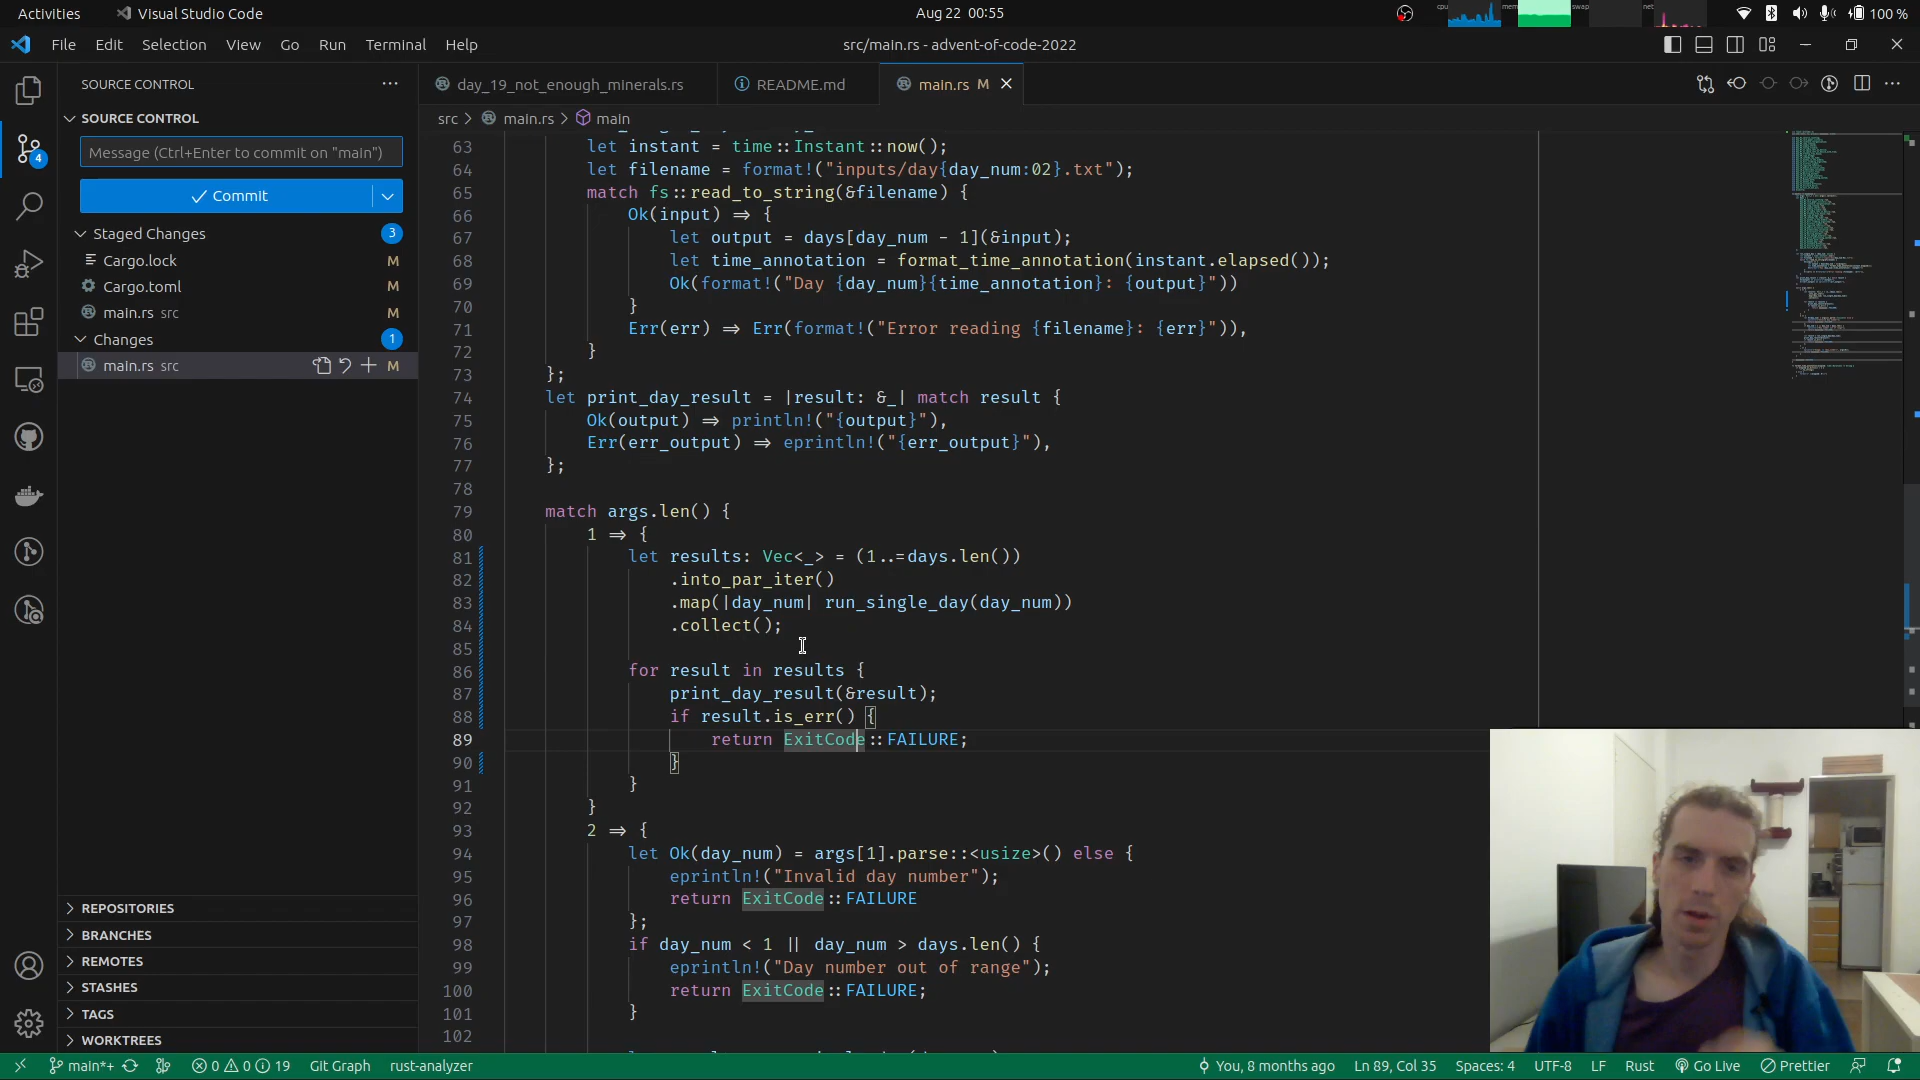 Activities
Visual Studio Code
Aug 22 00:55
cpu
mem
swap
net
100 %
File Edit Selection View Go Run Terminal Help
src/main.rs - advent-of-code-2022
SOURCE CONTROL
SOURCE CONTROL
Message (Ctrl+Enter to commit on "main")
Commit
Staged Changes 3
Cargo.lock M
Cargo.toml M
main.rs src M
Changes 1
main.rs src M
4
REPOSITORIES
BRANCHES
REMOTES
STASHES
TAGS
WORKTREES
day_19_not_enough_minerals.rs
README.md
main.rs M
src > main.rs > main
63 let instant = time::Instant::now();
64 let filename = format!("inputs/day{day_num:02}.txt");
65 match fs::read_to_string(&filename) {
66 Ok(input) => {
67 let output = days[day_num - 1](&input);
68 let time_annotation = format_time_annotation(instant.elapsed());
69 Ok(format!("Day {day_num}{time_annotation}: {output}"))
70 }
71 Err(err) => Err(format!("Error reading {filename}: {err}")),
72 }
73 };
74 let print_day_result = |result: &_| match result {
75 Ok(output) => println!("{output}"),
76 Err(err_output) => eprintln!("{err_output}"),
77 };
78
79 match args.len() {
80 1 => {
81 let results: Vec<_> = (1..=days.len())
82 .into_par_iter()
83 .map(|day_num| run_single_day(day_num))
84 .collect();
85
86 for result in results {
87 print_day_result(&result);
88 if result.is_err() {
89 return ExitCode::FAILURE;
90 }
91 }
92 }
93 2 => {
94 let Ok(day_num) = args[1].parse::<usize>() else {
95 eprintln!("Invalid day number");
96 return ExitCode::FAILURE
97 };
98 if day_num < 1 || day_num > days.len() {
99 eprintln!("Day number out of range");
100 return ExitCode::FAILURE;
101 }
102
main*+
0 0 19
Git Graph
rust-analyzer
You, 8 months ago
Ln 89, Col 35
Spaces: 4
UTF-8
LF
Rust
Go Live
Prettier